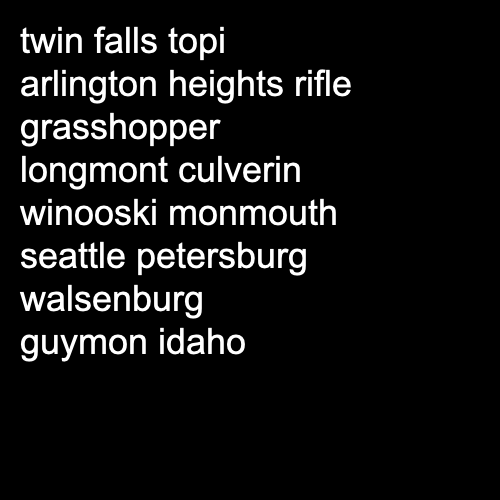 twin falls topi
arlington heights rifle
grasshopper
longmont culverin
winooski monmouth
seattle petersburg
walsenburg
guymon idaho